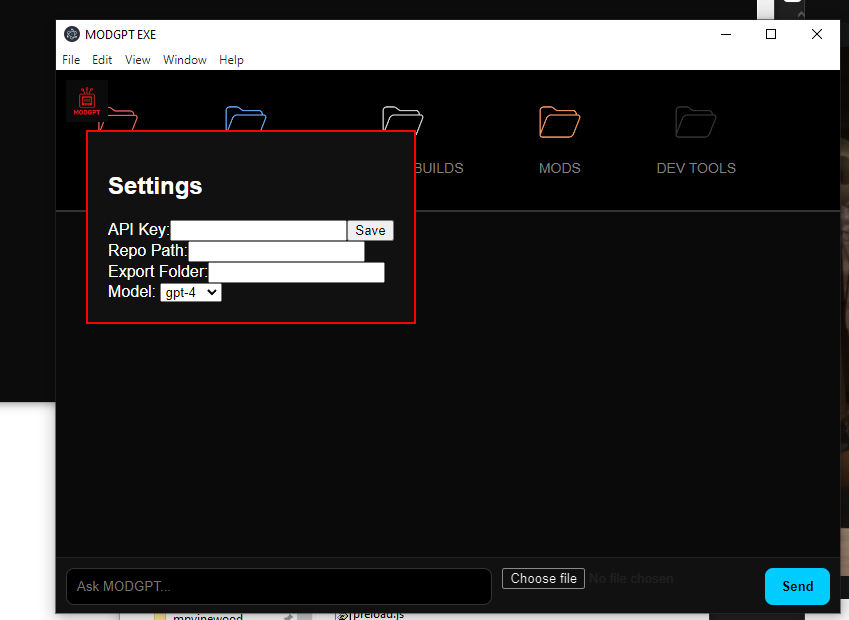 MODGPT EXE
File Edit View Window Help
MODGPT
BUILDS MODS DEV TOOLS
Settings
API Key: Save
Repo Path:
Export Folder:
Model: gpt-4
Ask MODGPT... Choose file No file chosen Send
mpvinewood preload.js